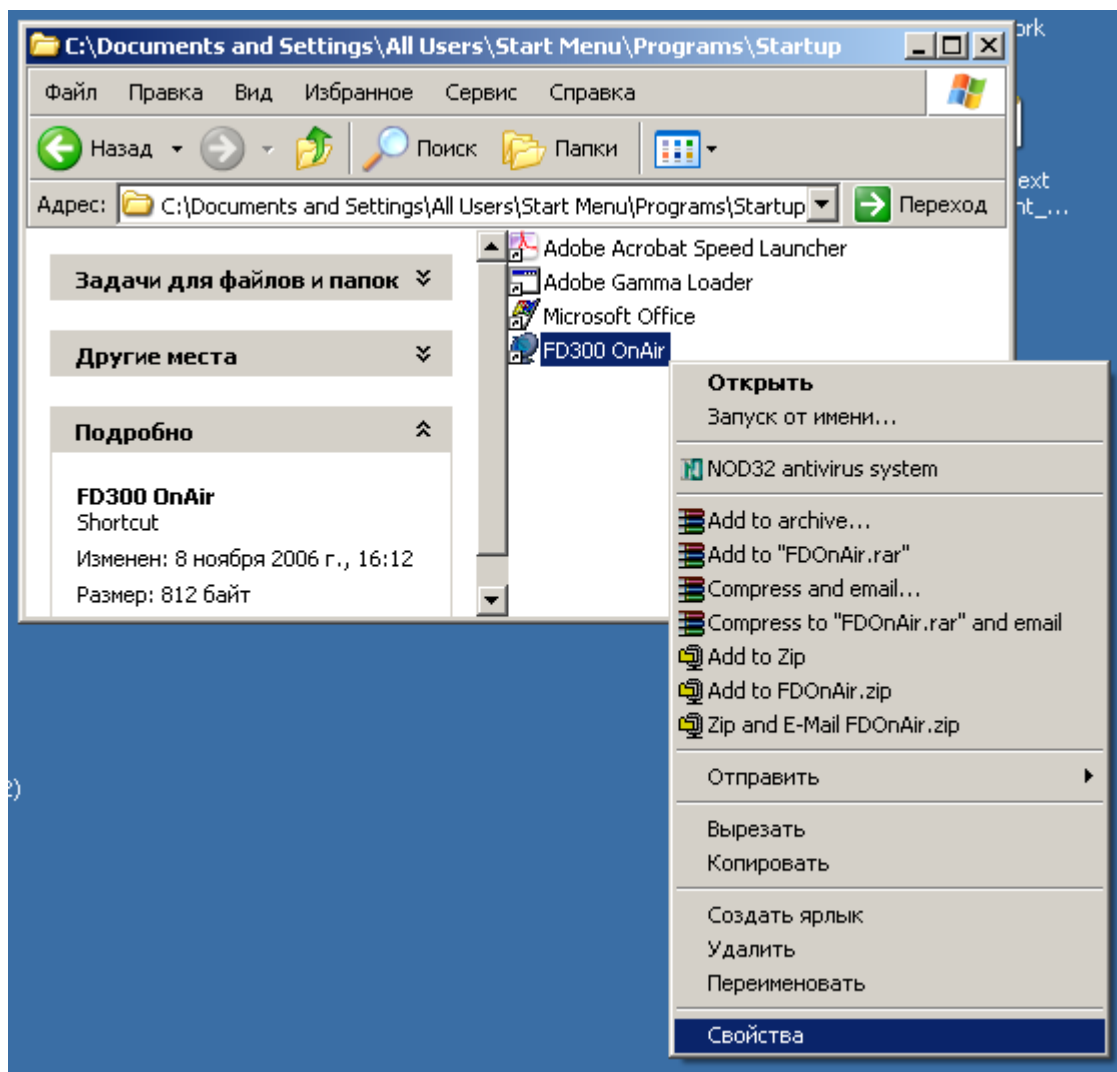 C:\Documents and Settings\All Users\Start Menu\Programs\Startup
Файл Правка Вид Избранное Сервис Справка
Назад Поиск Папки
Адрес: C:\Documents and Settings\All Users\Start Menu\Programs\Startup Переход
Задачи для файлов и папок
Другие места
Подробно
FD300 OnAir
Shortcut
Изменен: 8 ноября 2006 г., 16:12
Размер: 812 байт
Adobe Acrobat Speed Launcher
Adobe Gamma Loader
Microsoft Office
FD300 OnAir
Открыть
Запуск от имени...
NOD32 antivirus system
Add to archive...
Add to "FDOnAir.rar"
Compress and email...
Compress to "FDOnAir.rar" and email
Add to Zip
Add to FDOnAir.zip
Zip and E-Mail FDOnAir.zip
Отправить
Вырезать
Копировать
Создать ярлык
Удалить
Переименовать
Свойства
ork
ext
nt_...
2)